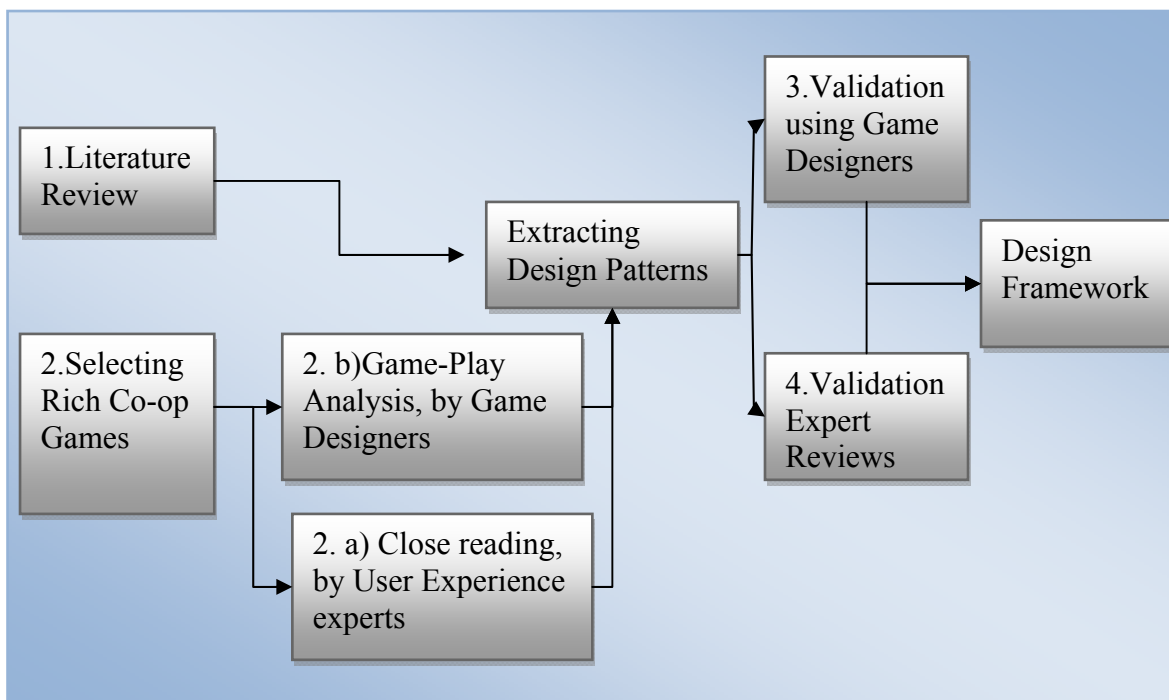 1.Literature
Review
2.Selecting
Rich Co-op
Games
2. b)Game-Play
Analysis, by Game
Designers
2. a) Close reading,
by User Experience
experts
Extracting
Design Patterns
3.Validation
using Game
Designers
4.Validation
Expert
Reviews
Design
Framework